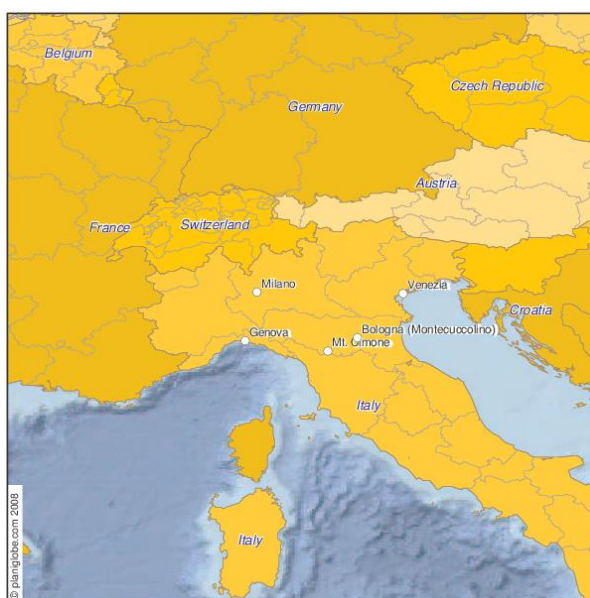 Belgium
Germany
Czech Republic
Austria
France
Switzerland
Milano
Venezia
Croatia
Genova
Bologna (Montecuccolino)
Mt. Cimone
Italy
Italy
© planiglobe.com 2008